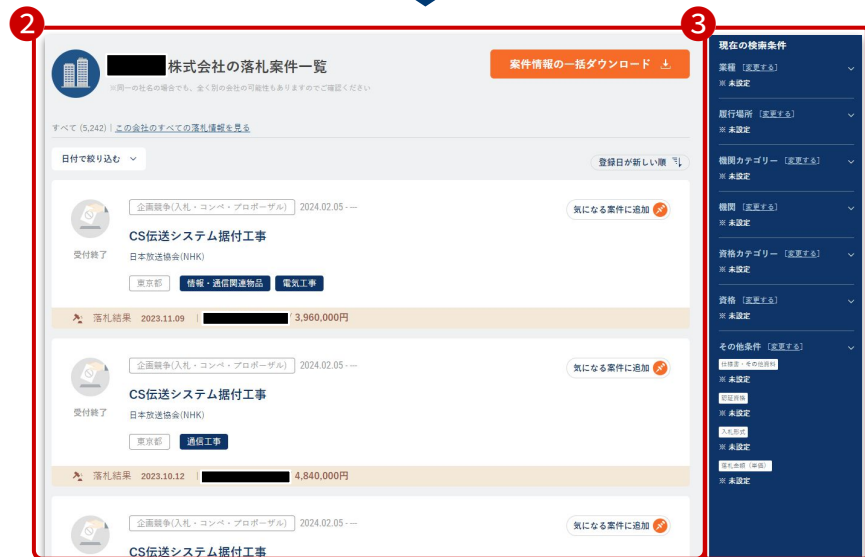 2
3
株式会社の落札案件一覧
案件情報の一括ダウンロード
※同一の社名の場合でも、全く別の会社の可能性もありますのでご確認ください
すべて (5,242) | この会社のすべての落札情報を見る
日付で絞り込む
登録日が新しい順
企画競争(入札・コンペ・プロポーザル) 2024.02.05 - ---
気になる案件に追加
CS伝送システム据付工事
受付終了
日本放送協会(NHK)
東京都 情報・通信関連物品 電気工事
落札結果 2023.11.09 | 3,960,000円
企画競争(入札・コンペ・プロポーザル) 2024.02.05 - ---
気になる案件に追加
CS伝送システム据付工事
受付終了
日本放送協会(NHK)
東京都 通信工事
落札結果 2023.10.12 | 4,840,000円
企画競争(入札・コンペ・プロポーザル) 2024.02.05 - ---
気になる案件に追加
CS伝送システム据付工事
現在の検索条件
業種 [変更する]
※ 未設定
履行場所 [変更する]
※ 未設定
機関カテゴリー [変更する]
※ 未設定
機関 [変更する]
※ 未設定
資格カテゴリー [変更する]
※ 未設定
資格 [変更する]
※ 未設定
その他条件 [変更する]
仕様書・その他資料
※ 未設定
認証資格
※ 未設定
入札形式
※ 未設定
落札金額(単価)
※ 未設定